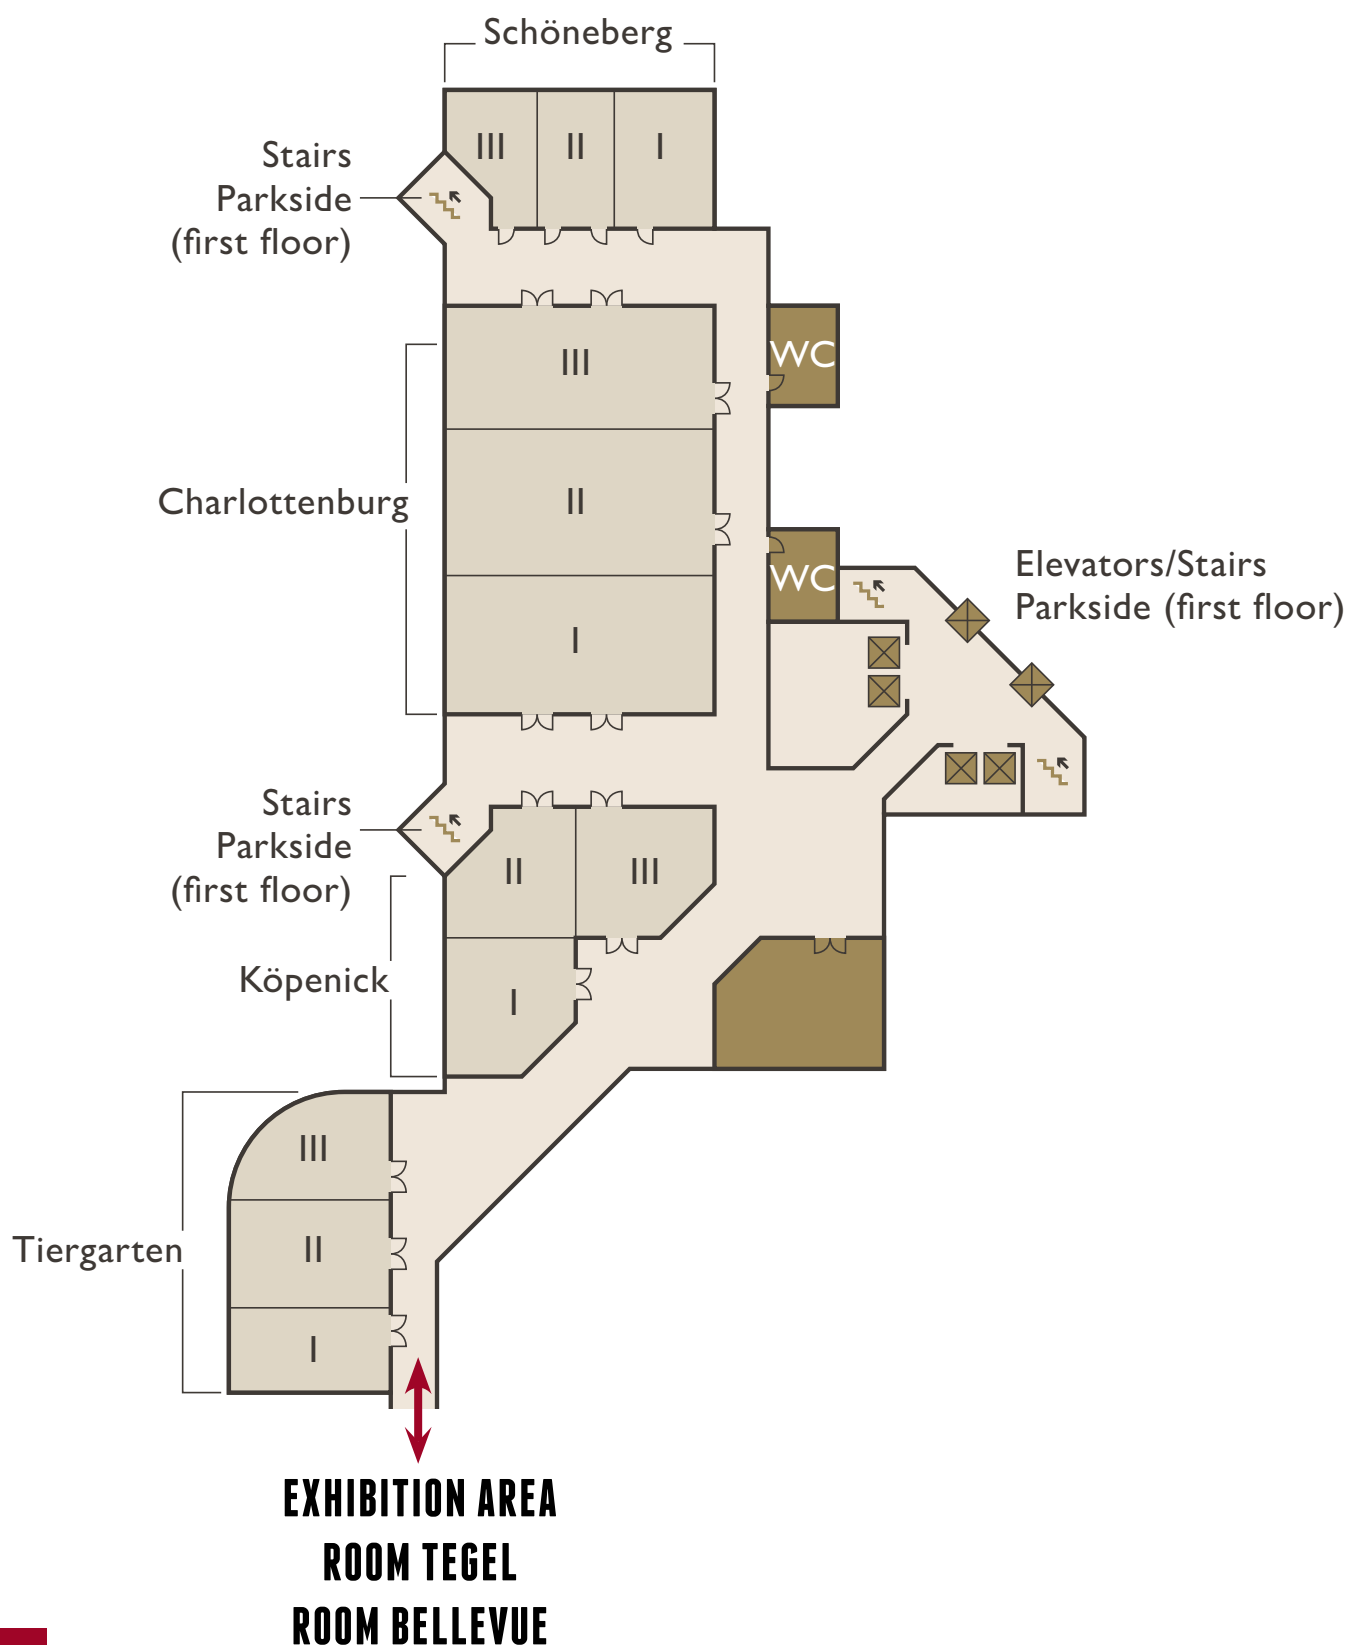 Schöneberg
III
II
I
Stairs
Parkside
(first floor)
III
WC
Charlottenburg
II
WC
Elevators/Stairs
Parkside (first floor)
I
Stairs
Parkside
(first floor)
II
III
Köpenick
I
III
Tiergarten
II
I
EXHIBITION AREA
ROOM TEGEL
ROOM BELLEVUE